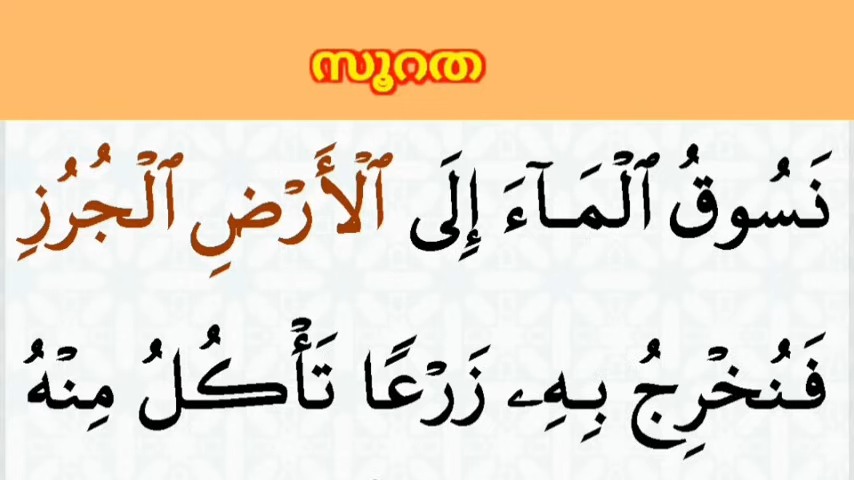 സൂറത
نَسُوقُ ٱلْمَآءَ إِلَى ٱلْأَرْضِ ٱلْجُرُزِ
فَنُخْرِجُ بِهِۦ زَرْعًا تَأْكُلُ مِنْهُ